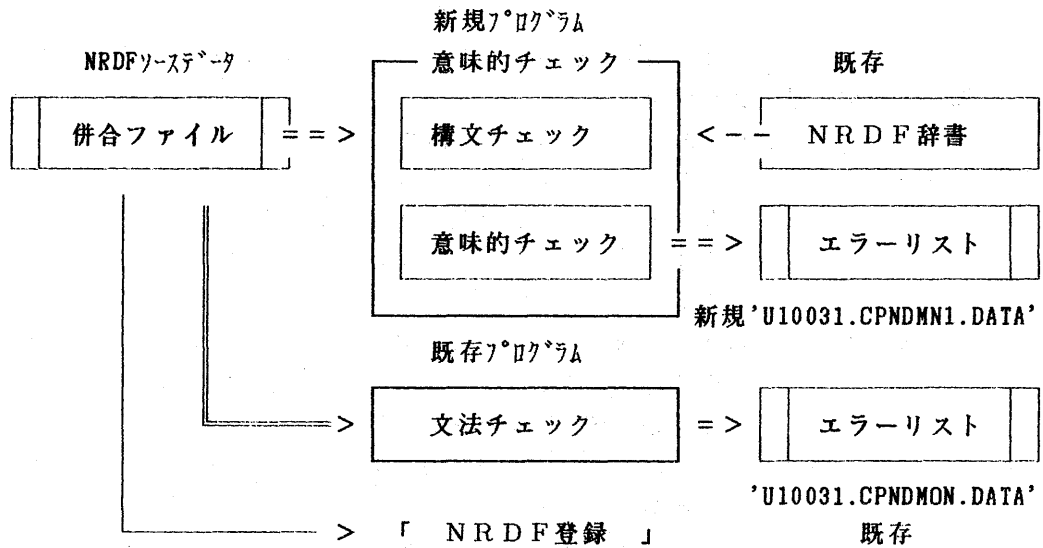 新規ﾌﾟﾛｸﾞﾗﾑ
NRDFｿｰｽﾃﾞｰﾀ 意味的チェック 既存
併合ファイル ==> 構文チェック <-- NRDF辞書
意味的チェック ==> エラーリスト
新規'U10031.CPNDMN1.DATA'
既存ﾌﾟﾛｸﾞﾗﾑ
> 文法チェック => エラーリスト
'U10031.CPNDMON.DATA'
> 「 NRDF登録 」 既存